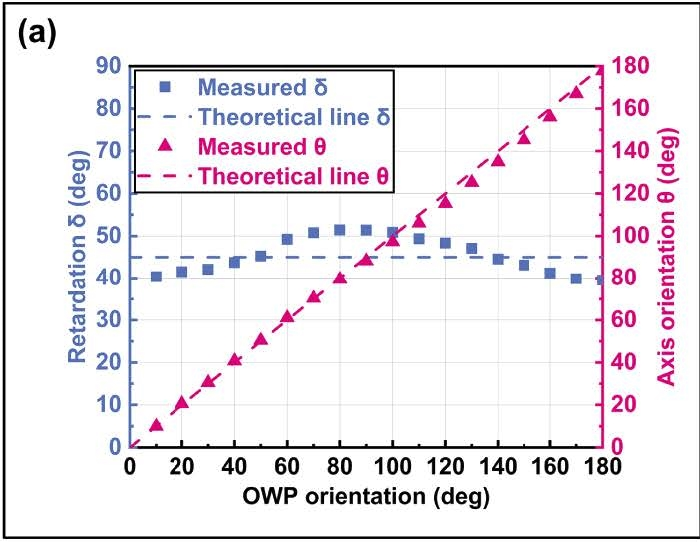 (a)
90
80
70
60
50
40
30
20
10
0
Retardation δ (deg)
Measured δ
Theoretical line δ
Measured θ
Theoretical line θ
180
160
140
120
100
80
60
40
20
0
Axis orientation θ (deg)
0 20 40 60 80 100 120 140 160 180
OWP orientation (deg)